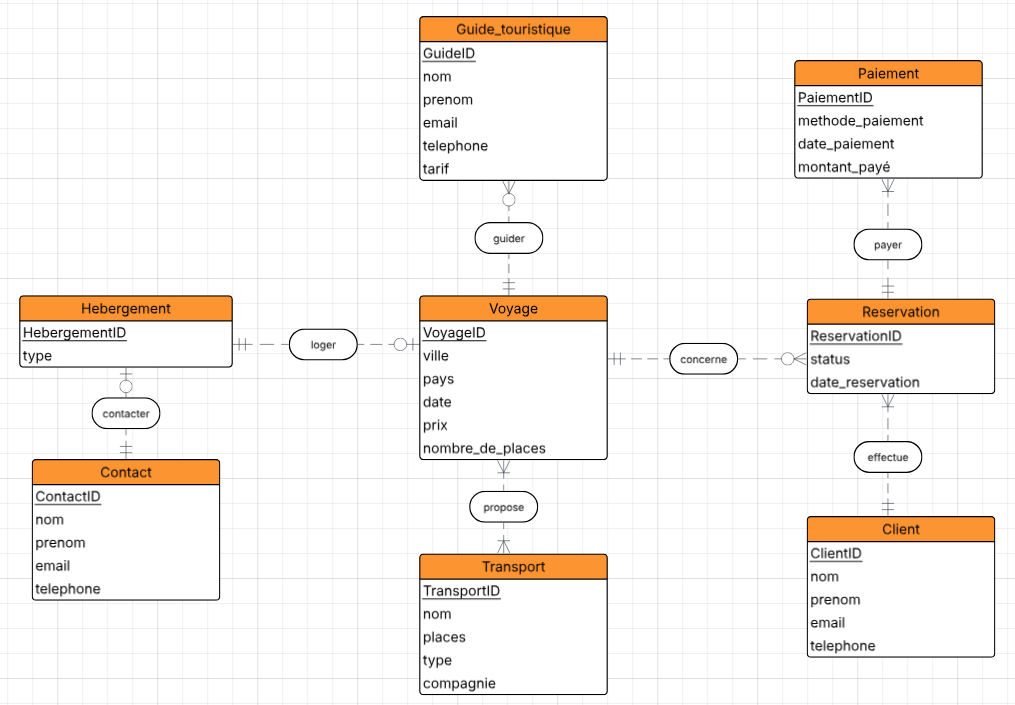 Guide_touristique
GuideID
nom
prenom
email
telephone
tarif
Paiement
PaiementID
methode_paiement
date_paiement
montant_payé
guider
payer
Hebergement
HebergementID
type
loger
Voyage
VoyageID
ville
pays
date
prix
nombre_de_places
concerne
Reservation
ReservationID
status
date_reservation
contacter
effectue
Contact
ContactID
nom
prenom
email
telephone
propose
Transport
TransportID
nom
places
type
compagnie
Client
ClientID
nom
prenom
email
telephone